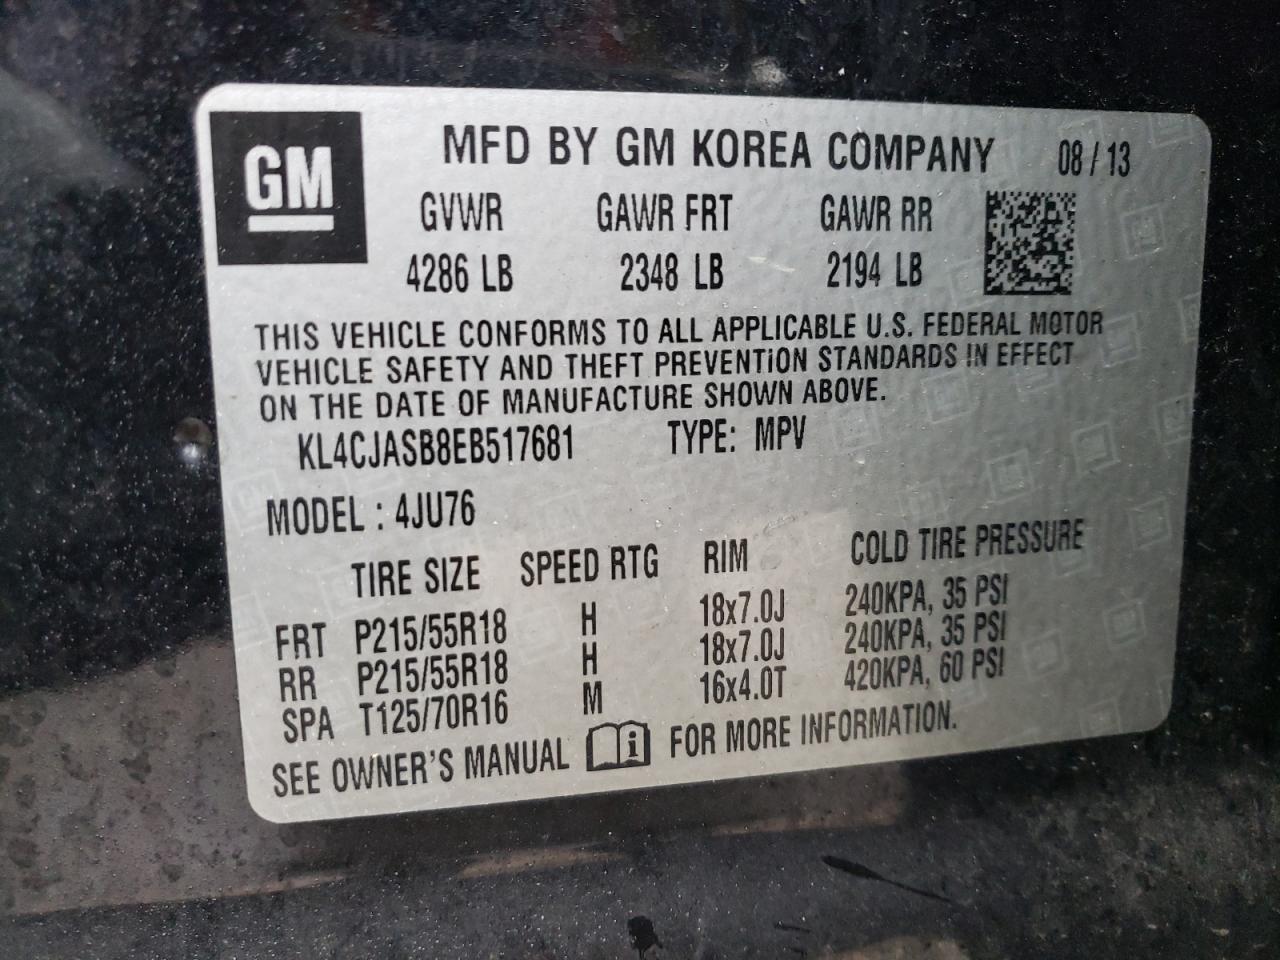 GM
MFD BY GM KOREA COMPANY 08 / 13
GVWR GAWR FRT GAWR RR
4286 LB 2348 LB 2194 LB
THIS VEHICLE CONFORMS TO ALL APPLICABLE U.S. FEDERAL MOTOR
VEHICLE SAFETY AND THEFT PREVENTION STANDARDS IN EFFECT
ON THE DATE OF MANUFACTURE SHOWN ABOVE.
KL4CJASB8EB517681 TYPE: MPV
MODEL : 4JU76
TIRE SIZE SPEED RTG RIM COLD TIRE PRESSURE
FRT P215/55R18 H 18x7.0J 240KPA, 35 PSI
RR P215/55R18 H 18x7.0J 240KPA, 35 PSI
SPA T125/70R16 M 16x4.0T 420KPA, 60 PSI
SEE OWNER'S MANUAL i FOR MORE INFORMATION.